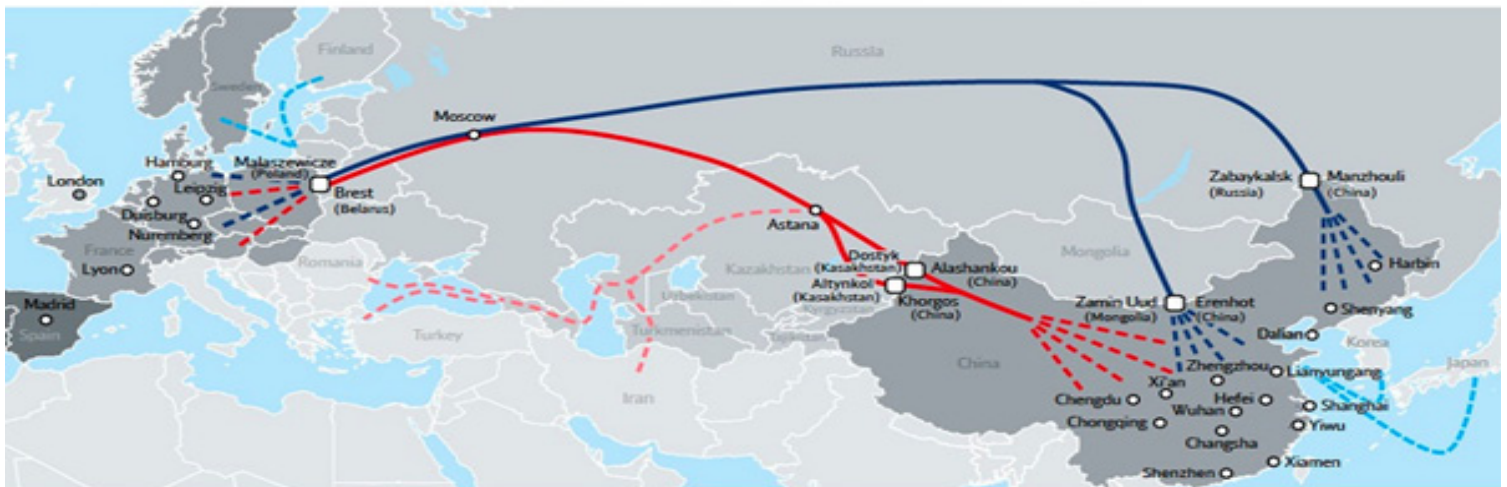 Finland
Russia
Sweden
Moscow
Hamburg
Malaszewicze
(Poland)
London
Leipzig
Brest
(Belarus)
Duisburg
Nuremberg
Zabaykalsk
(Russia)
Manzhouli
(China)
Astana
France
Lyon
Romania
Mongolia
Dostyk
(Kasakhstan)
Alashankou
(China)
Kazakhstan
Harbin
Altynkol
(Kasakhstan)
Khorgos
(China)
Uzbekistan
Kyrgyzstan
Zamin Uud
(Mongolia)
Erenhot
(China)
Madrid
Spain
Turkey
Turkmenistan
Tajikistan
Shenyang
Dalian
Korea
Japan
China
Zhengzhou
Lianyungang
Iran
Xi'an
Chengdu
Hefei
Shanghai
Chongqing
Wuhan
Yiwu
Changsha
Xiamen
Shenzhen